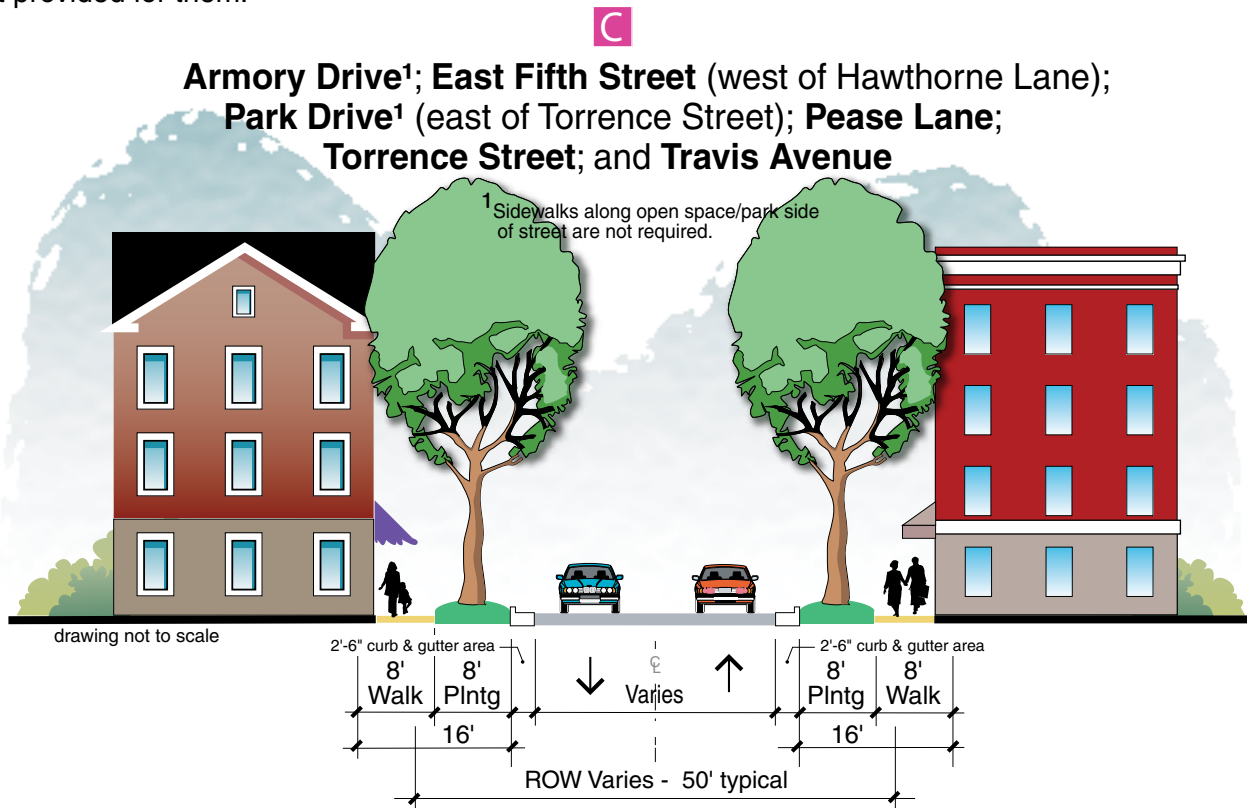 provided for them.
C
Armory Drive¹; East Fifth Street (west of Hawthorne Lane);
Park Drive¹ (east of Torrence Street); Pease Lane;
Torrence Street; and Travis Avenue
¹Sidewalks along open space/park side
of street are not required.
drawing not to scale
2'-6" curb & gutter area
2'-6" curb & gutter area
8' Walk
8' Plntg
℄
Varies
8' Plntg
8' Walk
16'
16'
ROW Varies - 50' typical